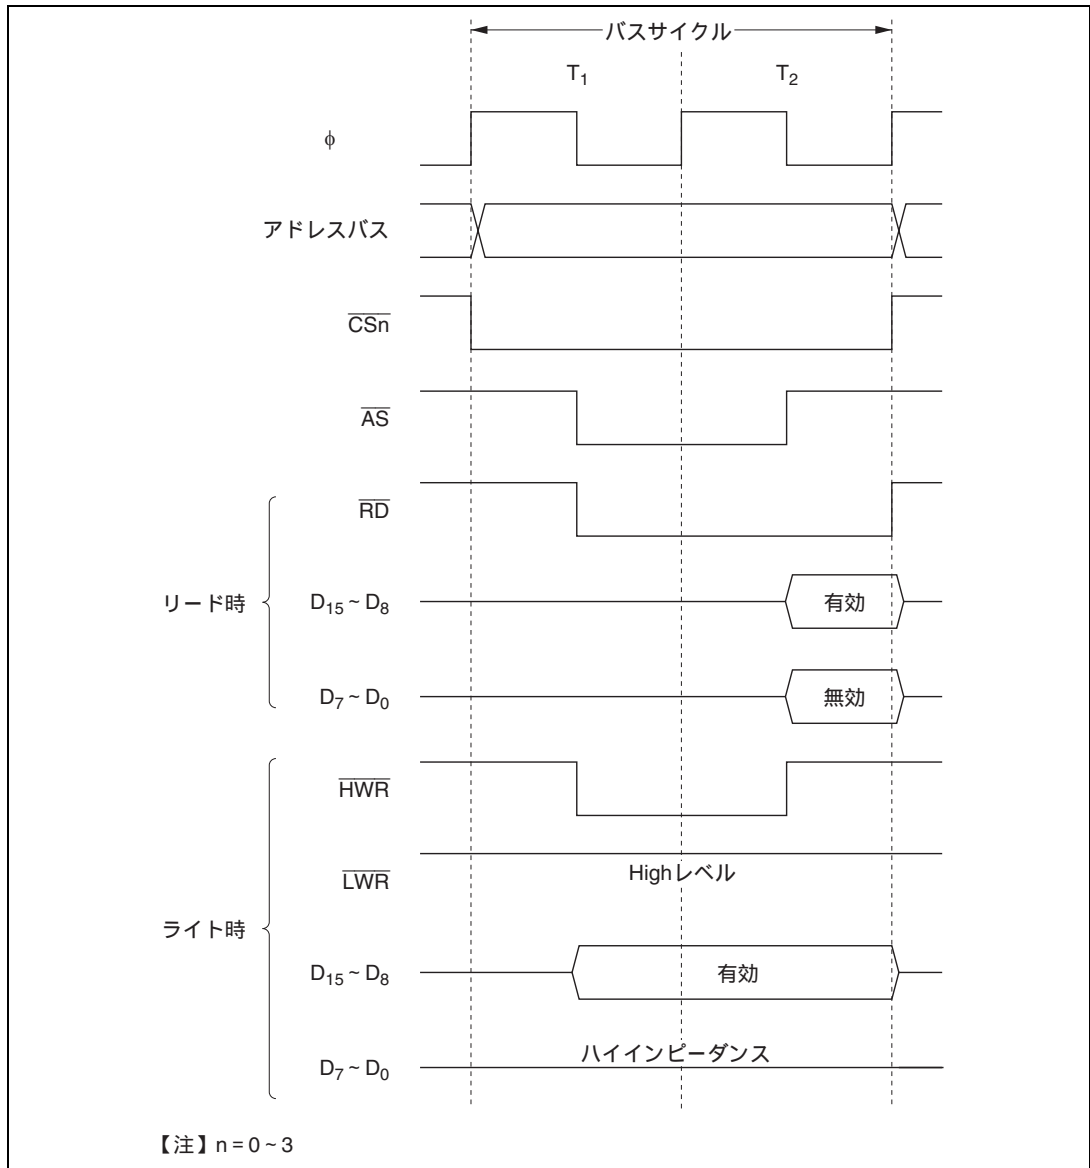 バスサイクル
T1 T2
φ
アドレスバス
CSn
AS
RD
リード時
D15 ~ D8 有効
D7 ~ D0 無効
HWR
LWR Highレベル
ライト時
D15 ~ D8 有効
D7 ~ D0 ハイインピーダンス
【注】n = 0 ~ 3